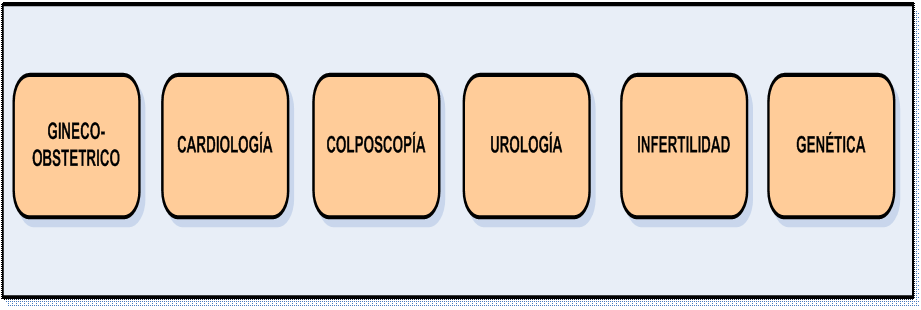 GINECO-
OBSTETRICO
CARDIOLOGÍA
COLPOSCOPÍA
UROLOGÍA
INFERTILIDAD
GENÉTICA